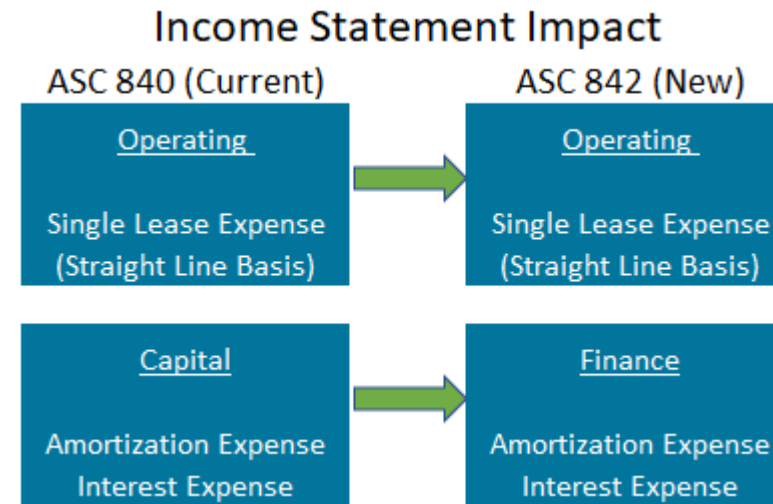 Income Statement Impact
ASC 840 (Current)
ASC 842 (New)
Operating
Single Lease Expense
(Straight Line Basis)
Operating
Single Lease Expense
(Straight Line Basis)
Capital
Amortization Expense
Interest Expense
Finance
Amortization Expense
Interest Expense